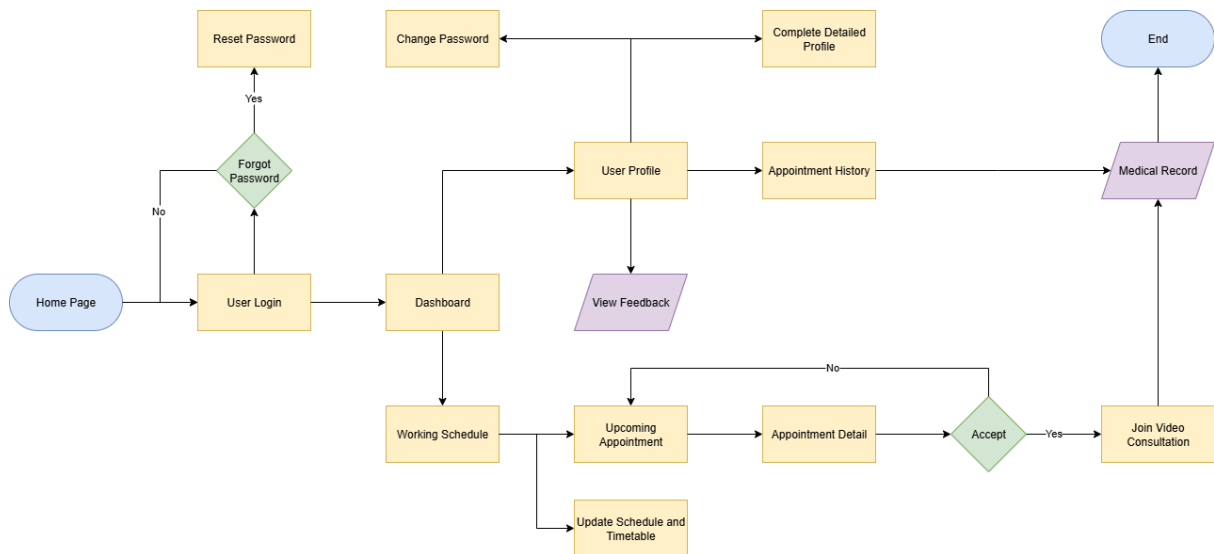 Reset Password
Change Password
Complete Detailed
Profile
End
Yes
Forgot
Password
User Profile
Appointment History
Medical Record
No
Home Page
User Login
Dashboard
View Feedback
No
Working Schedule
Upcoming
Appointment
Appointment Detail
Accept
Yes
Join Video
Consultation
Update Schedule and
Timetable